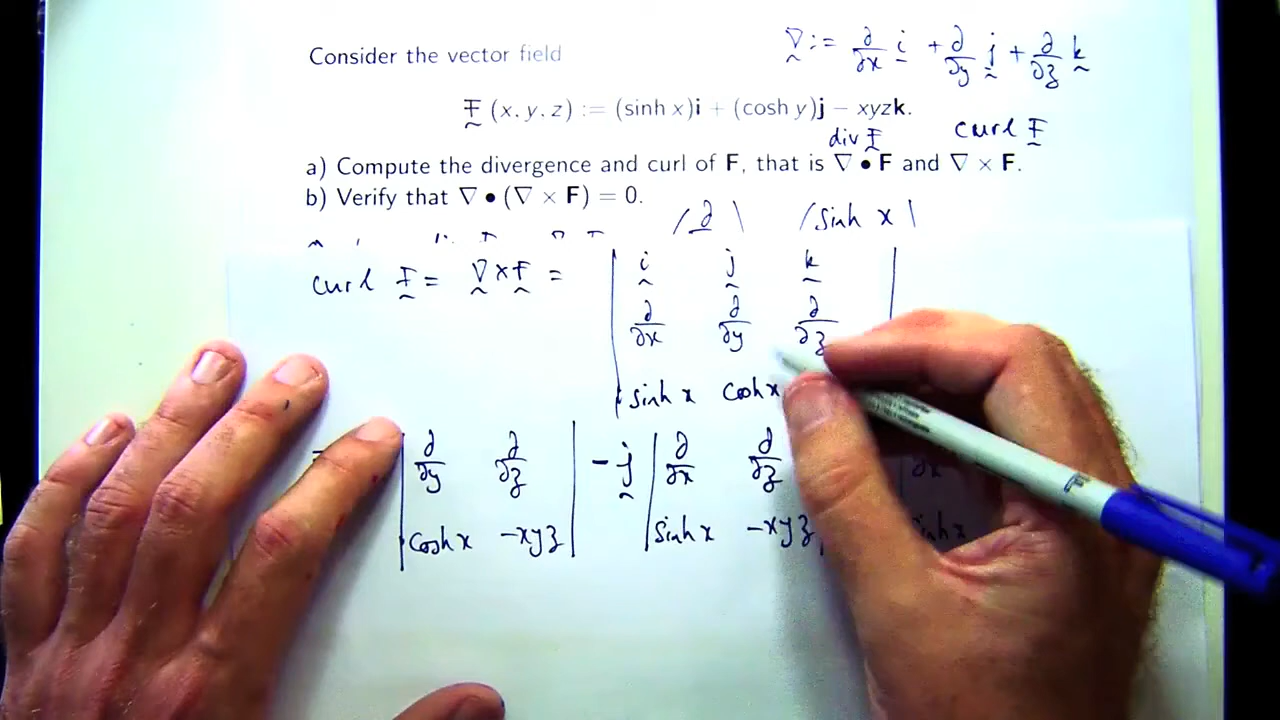 ∇ := ∂/∂x i + ∂/∂y j + ∂/∂z k
Consider the vector field
F (x, y, z) := (sinh x)i + (cosh y)j − xyzk.
div F curl F
a) Compute the divergence and curl of F, that is ∇ • F and ∇ × F.
b) Verify that ∇ • (∇ × F) = 0.
∂ sinh x
curl F = ∇ × F = | i j k |
∂/∂x ∂/∂y ∂/∂z
sinh x cosh x
| ∂/∂y ∂/∂z | − j | ∂/∂x ∂/∂z
| cosh x −xyz | | sinh x −xyz